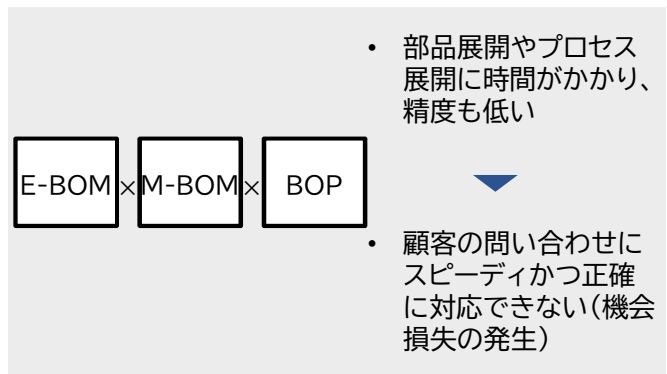 • 部品展開やプロセス
展開に時間がかかり、
精度も低い
E-BOM×M-BOM×BOP
• 顧客の問い合わせに
スピーディかつ正確
に対応できない(機会
損失の発生)